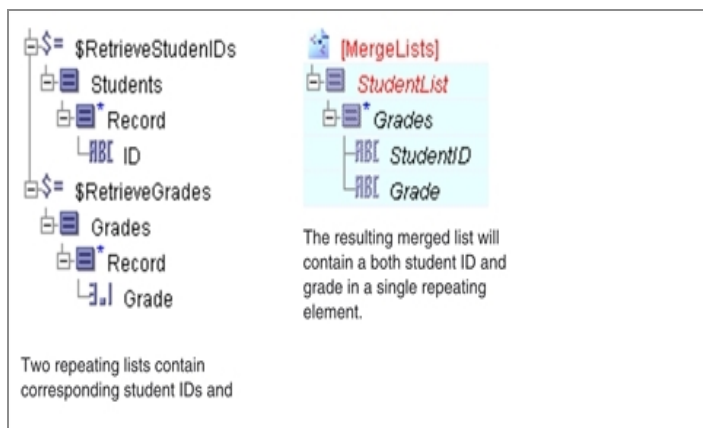 $RetrieveStudenIDs
Students
Record
ID
$RetrieveGrades
Grades
Record
Grade
Two repeating lists contain
corresponding student IDs and
[MergeLists]
StudentList
Grades
StudentID
Grade
The resulting merged list will
contain a both student ID and
grade in a single repeating
element.